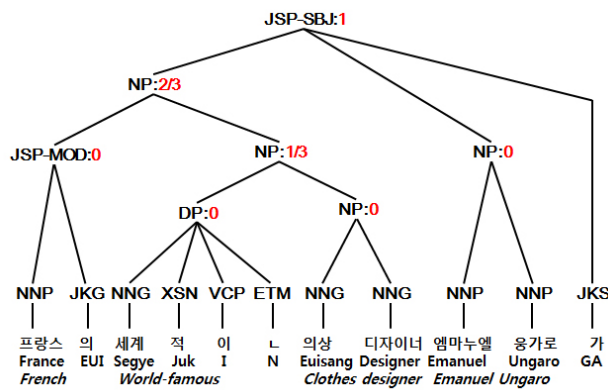 JSP-SBJ:1
NP:2/3
JSP-MOD:0 NP:1/3 NP:0
DP:0 NP:0
NNP JKG NNG XSN VCP ETM NNG NNG NNP NNP JKS
프랑스 의 세계 적 이 ㄴ 의상 디자이너 엠마누엘 웅가로 가
France EUI Segye Juk I N Euisang Designer Emanuel Ungaro GA
French World-famous Clothes designer Emanuel Ungaro